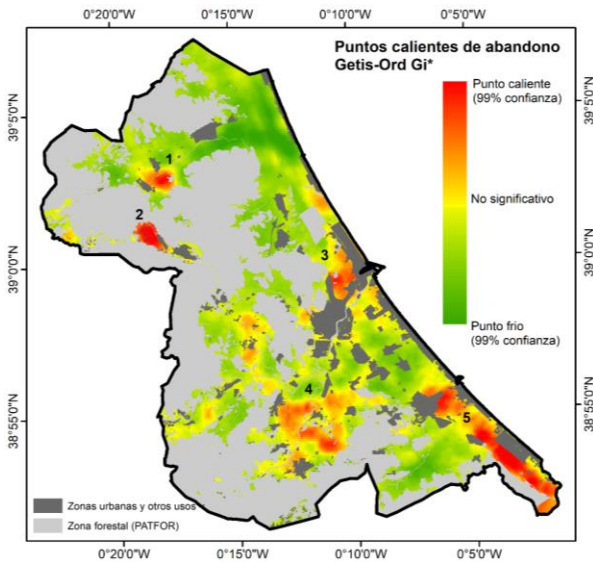 0°20'0"W 0°15'0"W 0°10'0"W 0°5'0"W
Puntos calientes de abandono
Getis-Ord Gi*
Punto caliente
(99% confianza)
No significativo
Punto frio
(99% confianza)
39°5'0"N
39°0'0"N
38°55'0"N
39°5'0"N
39°0'0"N
38°55'0"N
1
2
3
4
5
Zonas urbanas y otros usos
Zona forestal (PATFOR)
0°20'0"W 0°15'0"W 0°10'0"W 0°5'0"W